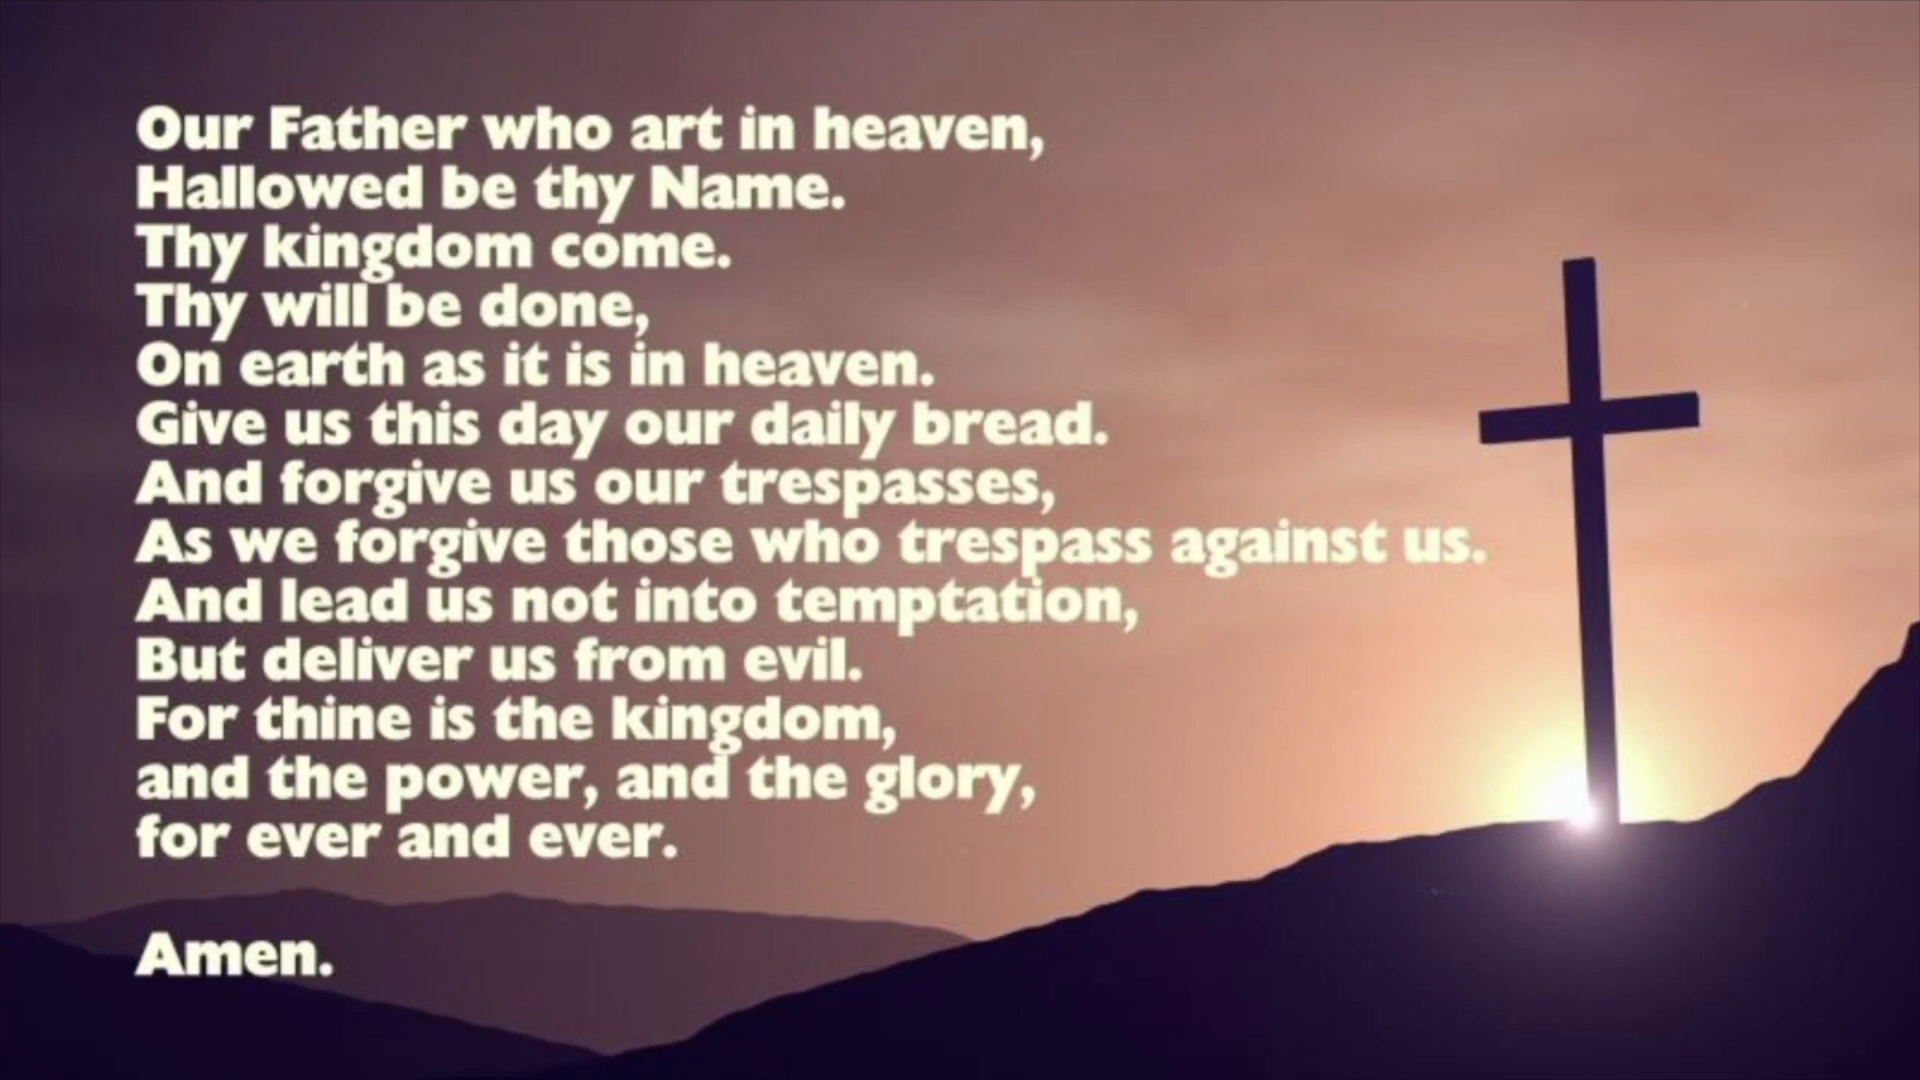 Our Father who art in heaven,
Hallowed be thy Name.
Thy kingdom come.
Thy will be done,
On earth as it is in heaven.
Give us this day our daily bread.
And forgive us our trespasses,
As we forgive those who trespass against us.
And lead us not into temptation,
But deliver us from evil.
For thine is the kingdom,
and the power, and the glory,
for ever and ever.
Amen.